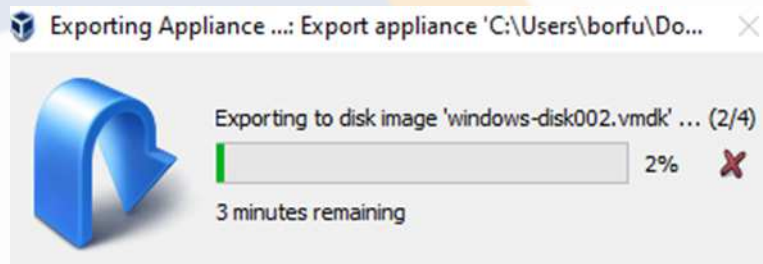 Exporting Appliance ...: Export appliance 'C:\Users\borfu\Do...
Exporting to disk image 'windows-disk002.vmdk' ... (2/4)
2%
3 minutes remaining